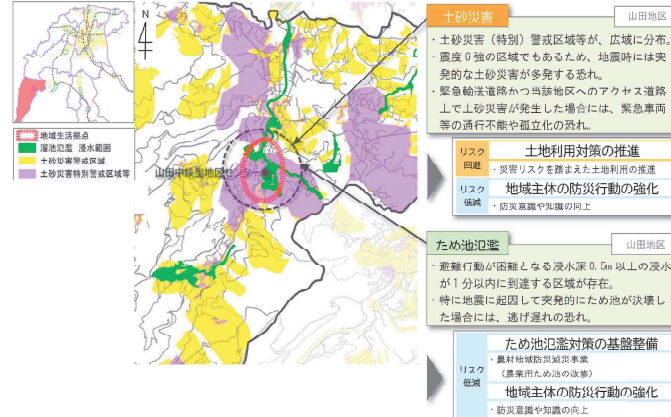 N
地域生活拠点
溜池氾濫 浸水範囲
土砂災害警戒区域
土砂災害特別警戒区域等
土砂災害
山田地区
・土砂災害（特別）警戒区域等が、広域に分布。
・震度6強の区域でもあるため、地震時には突
発的な土砂災害が多発する恐れ。
・緊急輸送道路かつ当該地区へのアクセス道路
上で土砂災害が発生した場合には、緊急車両
等の通行不能や孤立化の恐れ。
リスク
回避
土地利用対策の推進
・災害リスクを踏まえた土地利用の推進
リスク
低減
地域主体の防災行動の強化
・防災意識や知識の向上
ため池氾濫
山田地区
・避難行動が困難となる浸水深0.5m以上の浸水
が1分以内に到達する区域が存在。
・特に地震に起因して突発的にため池が決壊し
た場合には、逃げ遅れの恐れ。
リスク
低減
ため池氾濫対策の基盤整備
・農村地域防災減災事業
（農業用ため池の改修）
地域主体の防災行動の強化
・防災意識や知識の向上